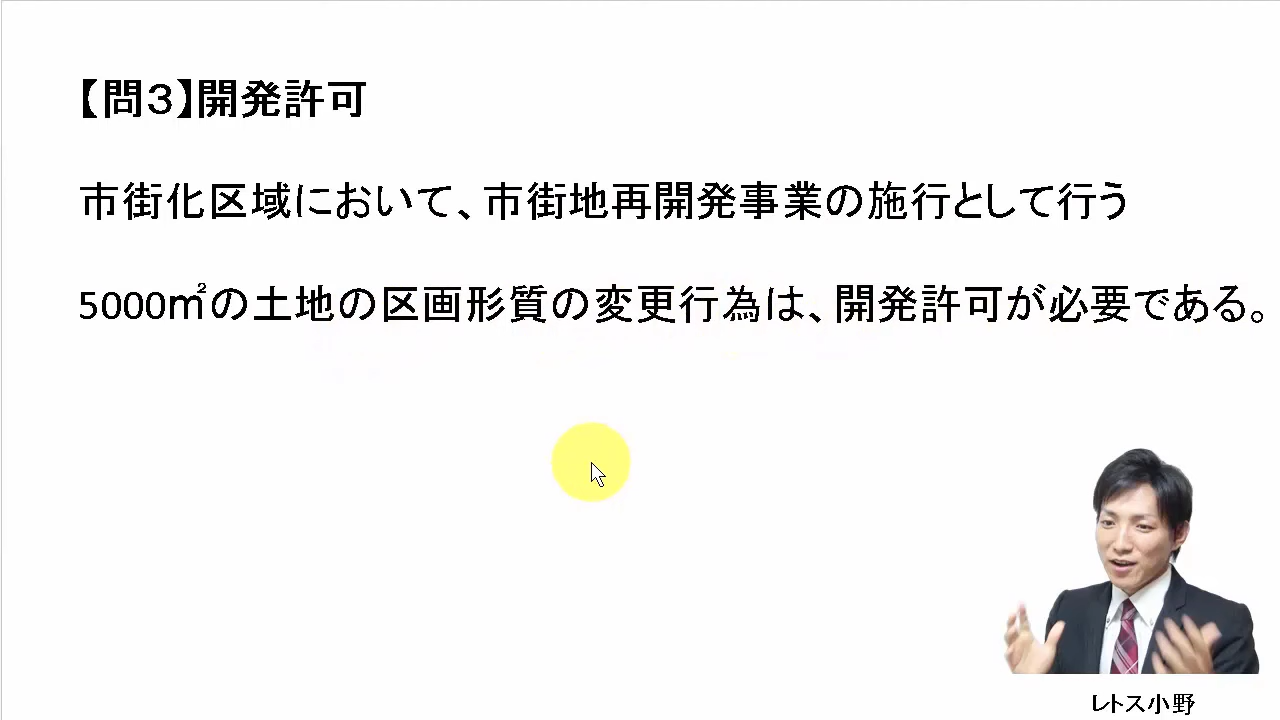 【問３】開発許可
市街化区域において、市街地再開発事業の施行として行う
5000㎡の土地の区画形質の変更行為は、開発許可が必要である。
レトス小野